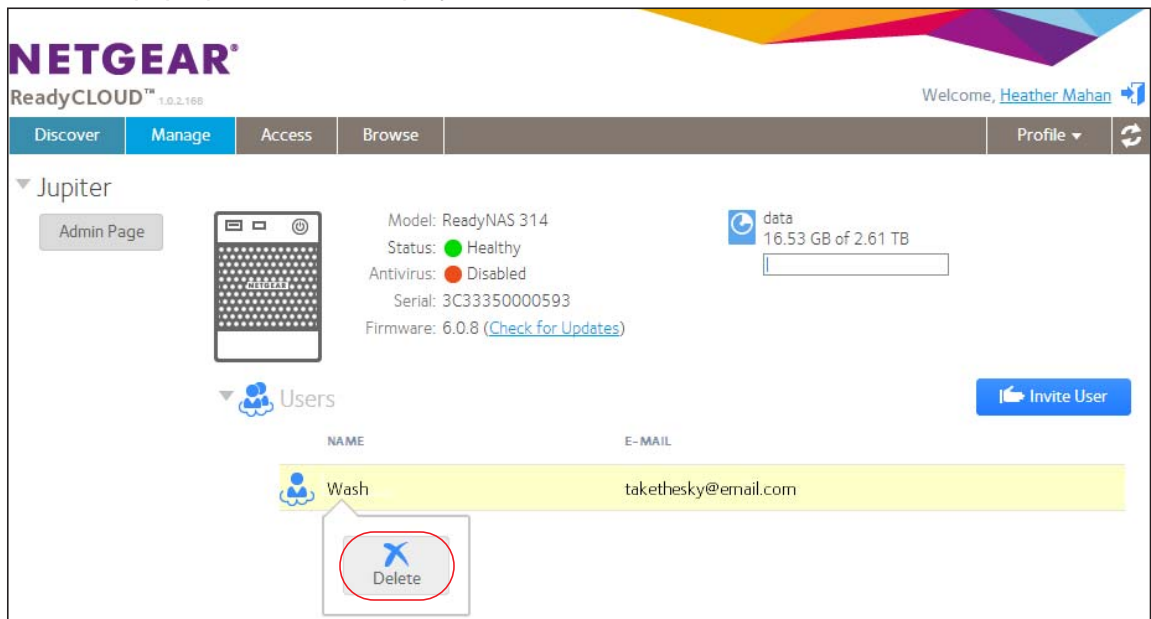 NETGEAR®
ReadyCLOUD™ 1.0.2.168
Welcome, Heather Mahan
Discover Manage Access Browse Profile
Jupiter
Admin Page
NETGEAR
Model: ReadyNAS 314
Status: Healthy
Antivirus: Disabled
Serial: 3C33350000593
Firmware: 6.0.8 (Check for Updates)
data
16.53 GB of 2.61 TB
Users
Invite User
NAME E-MAIL
Wash takethesky@email.com
Delete